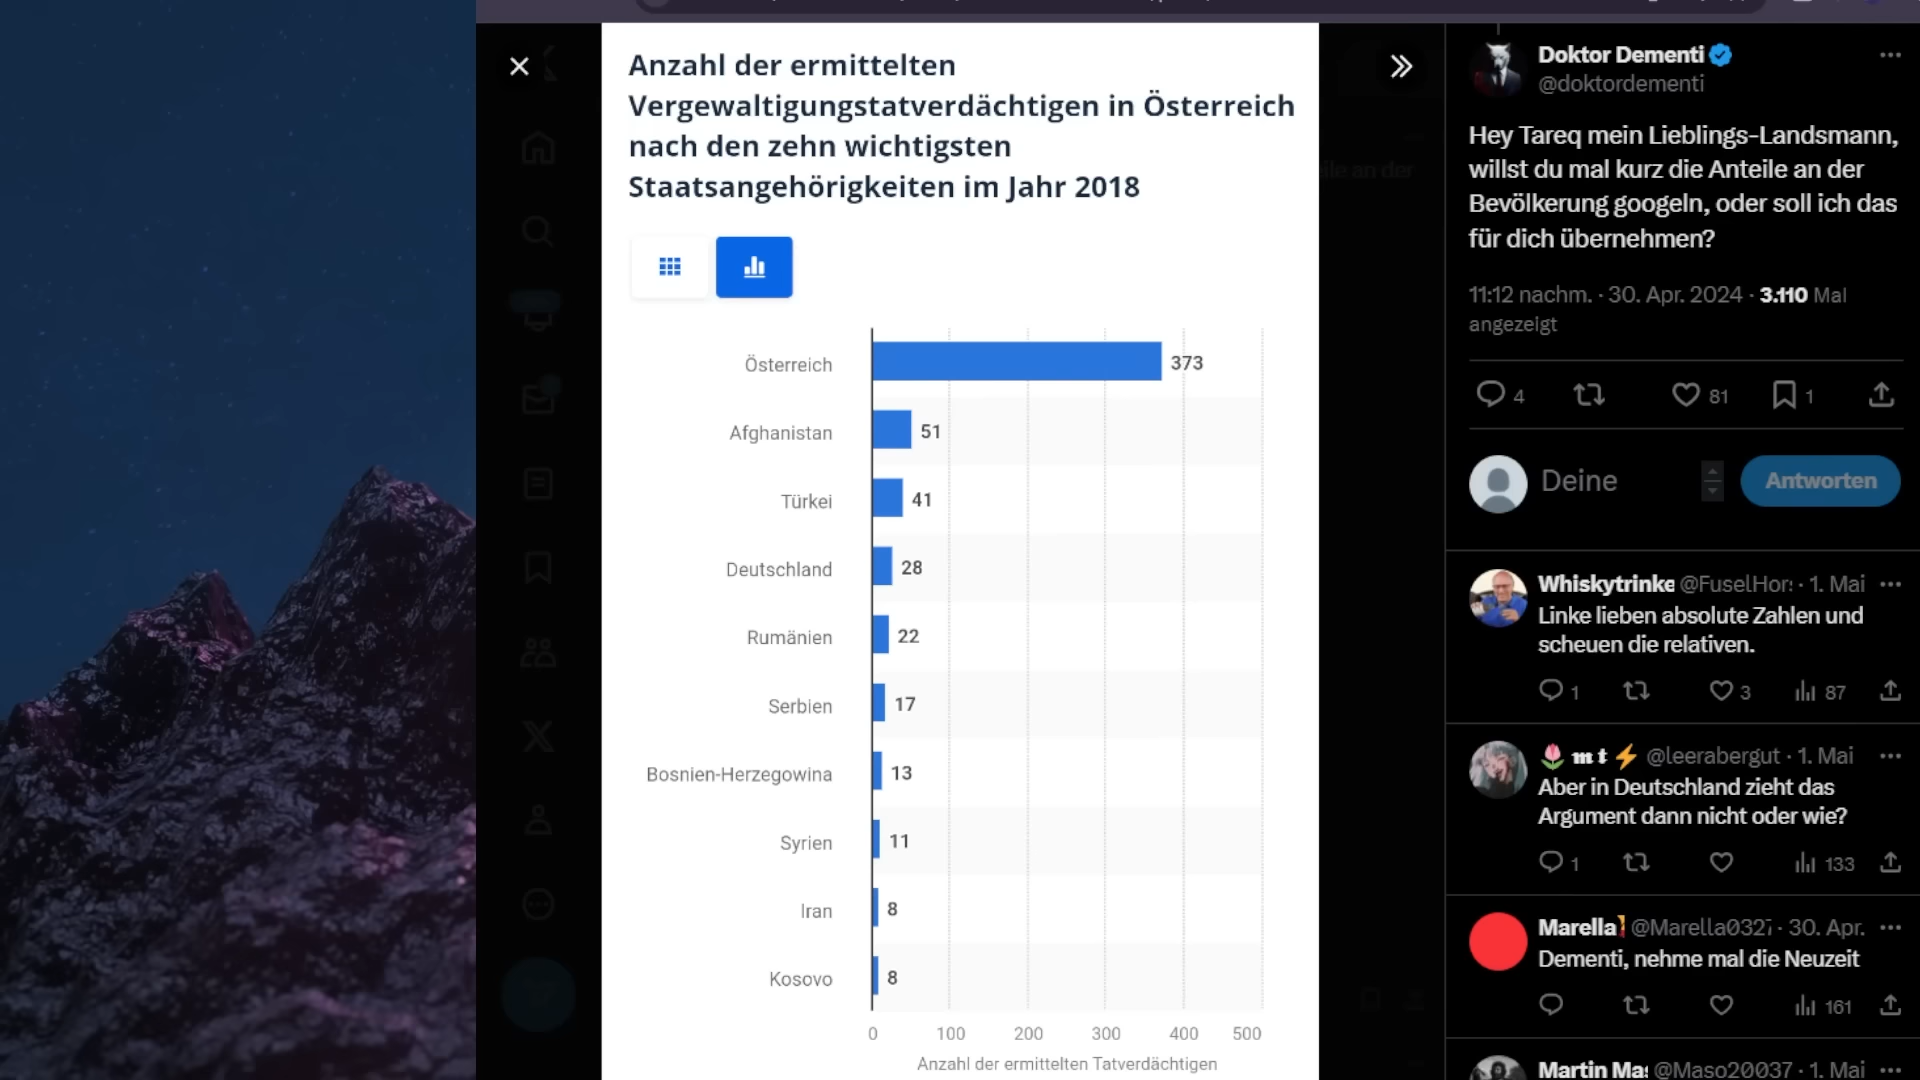 Anzahl der ermittelten
Vergewaltigungstatverdächtigen in Österreich
nach den zehn wichtigsten
Staatsangehörigkeiten im Jahr 2018
Österreich 373
Afghanistan 51
Türkei 41
Deutschland 28
Rumänien 22
Serbien 17
Bosnien-Herzegowina 13
Syrien 11
Iran 8
Kosovo 8
0 100 200 300 400 500
Anzahl der ermittelten Tatverdächtigen
Doktor Dementi
@doktordementi
Hey Tareq mein Lieblings-Landsmann,
willst du mal kurz die Anteile an der
Bevölkerung googeln, oder soll ich das
für dich übernehmen?
11:12 nachm. · 30. Apr. 2024 · 3.110 Mal
angezeigt
4 81 1
Deine
Antworten
Whiskytrinke @FuselHor: · 1. Mai
Linke lieben absolute Zahlen und
scheuen die relativen.
1 3 87
m t @leerabergut · 1. Mai
Aber in Deutschland zieht das
Argument dann nicht oder wie?
1 133
Marella @Marella0327 · 30. Apr.
Dementi, nehme mal die Neuzeit
161
Martin Mas @Maso20037 · 1. Mai